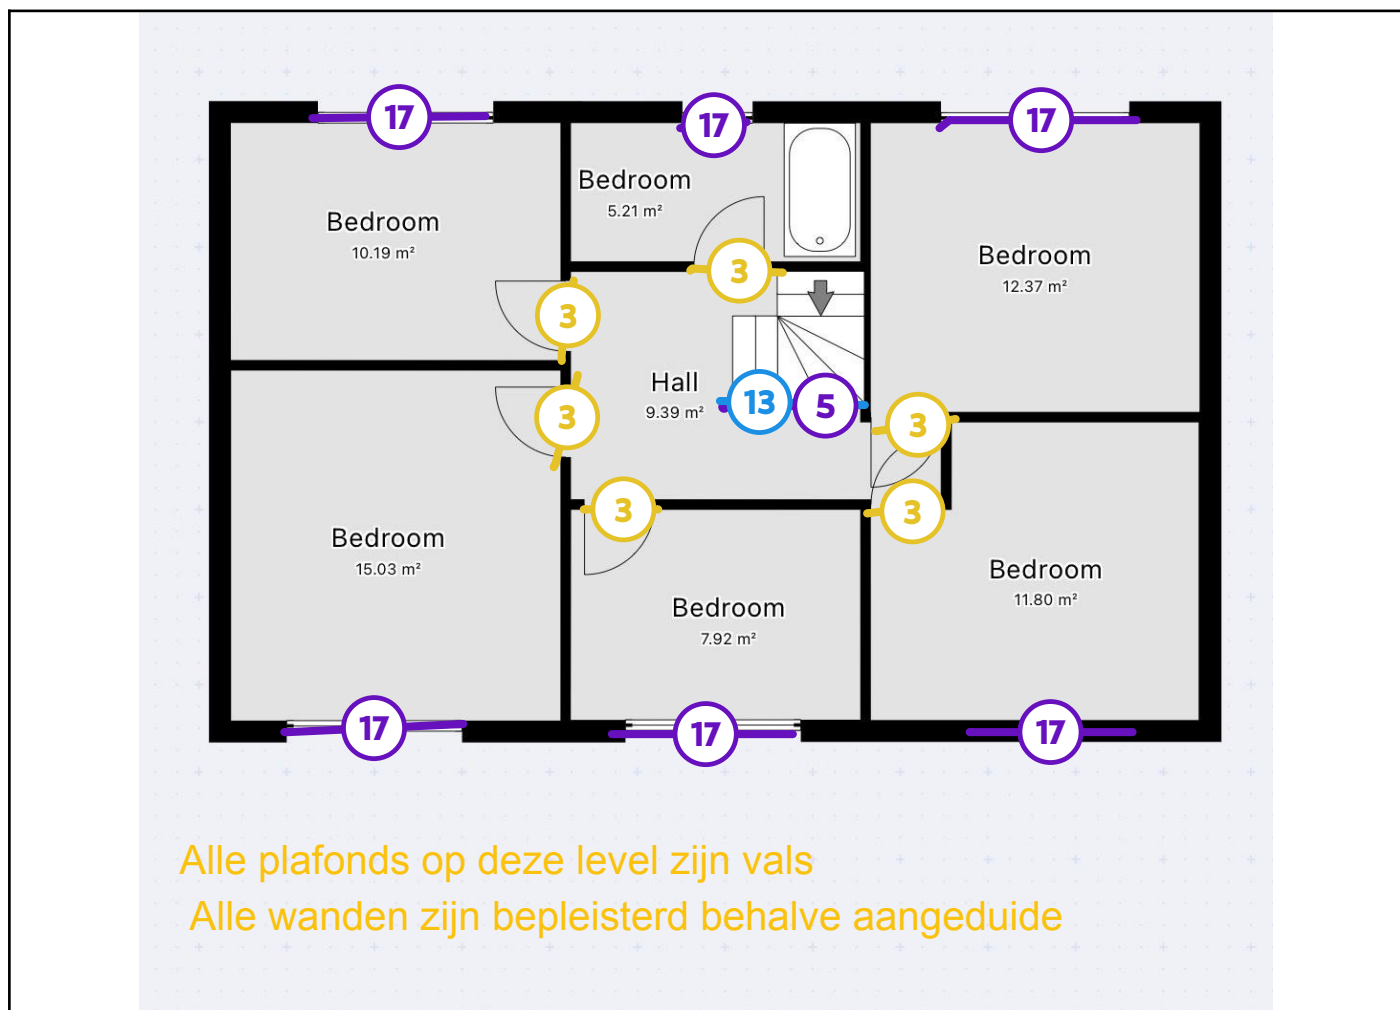 17
17
17
Bedroom
5.21 m²
Bedroom
10.19 m²
Bedroom
12.37 m²
3
3
Hall
9.39 m²
13
5
3
3
3
3
Bedroom
15.03 m²
Bedroom
7.92 m²
Bedroom
11.80 m²
17
17
17
Alle plafonds op deze level zijn vals
Alle wanden zijn bepleisterd behalve aangeduide